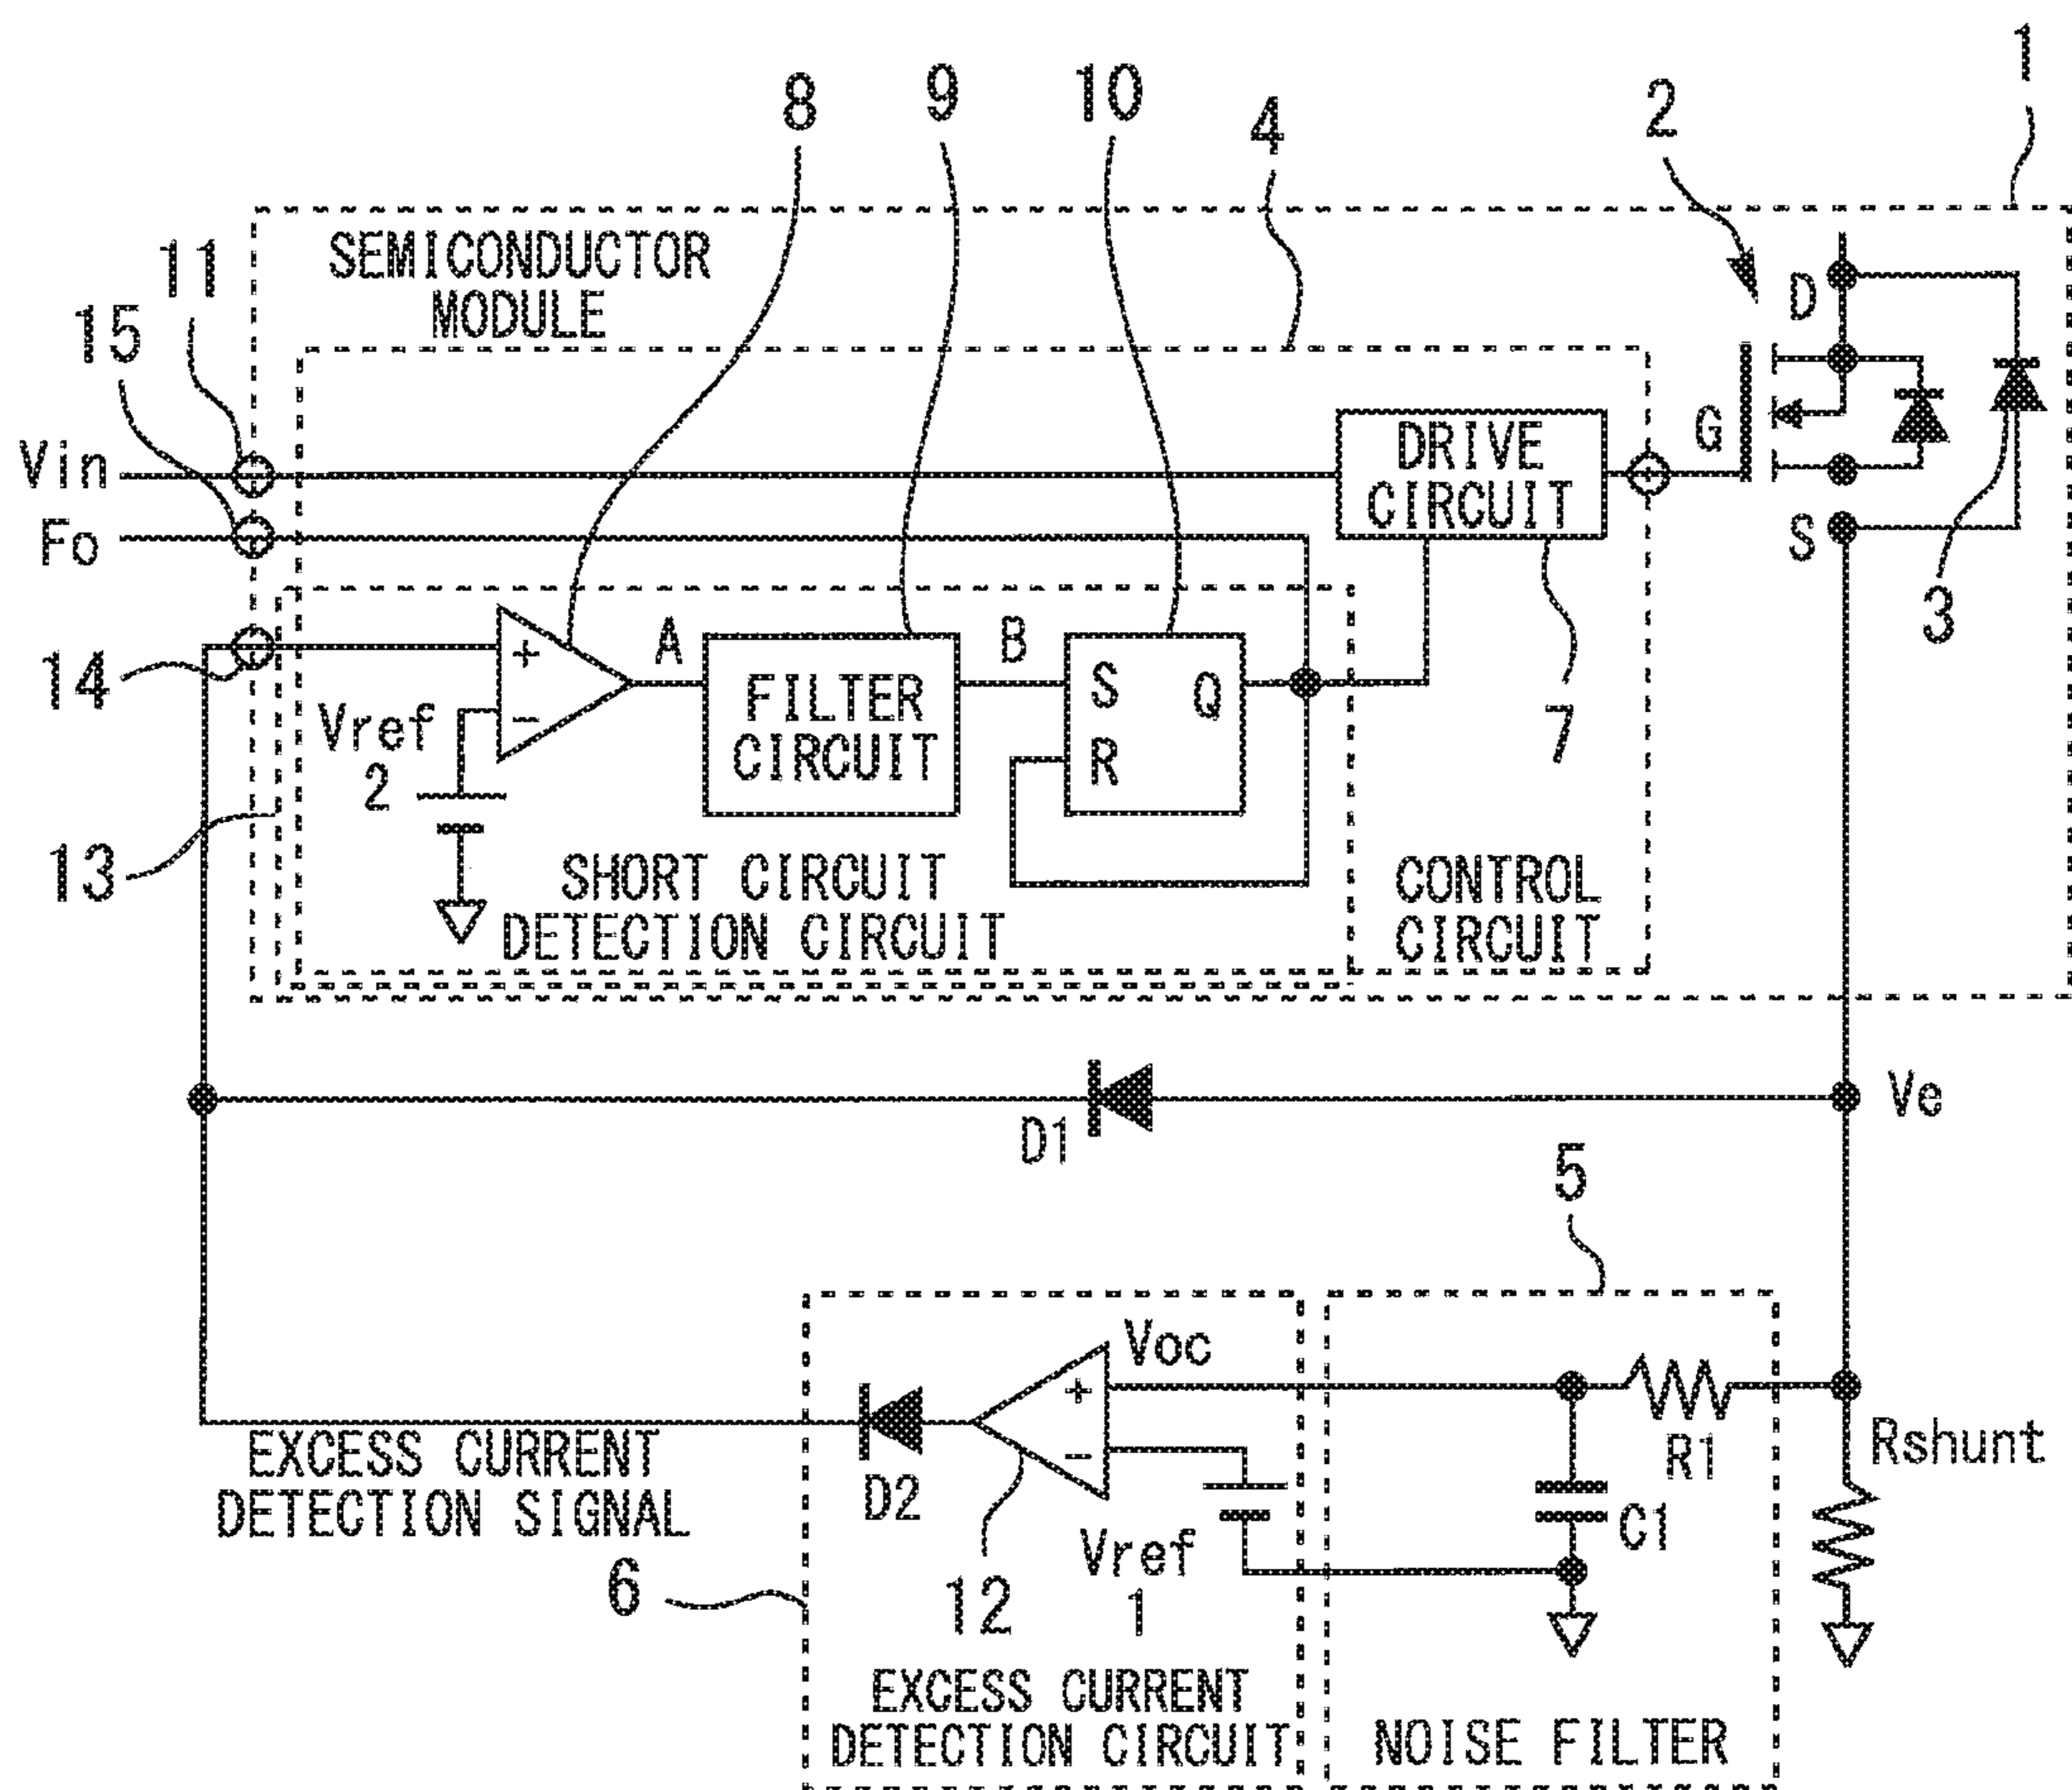 1
8
9
10
4
2
SEMICONDUCTOR
MODULE
11
15
D
G
S
3
Vin
Fo
DRIVE
CIRCUIT
7
14
+
−
A
FILTER
CIRCUIT
B
S
Q
R
Vref
2
13
SHORT CIRCUIT
DETECTION CIRCUIT
CONTROL
CIRCUIT
D1
Ve
5
Voc
+
−
R1
Rshunt
EXCESS CURRENT
DETECTION SIGNAL
D2
C1
6
12
Vref
1
EXCESS CURRENT
DETECTION CIRCUIT
NOISE FILTER